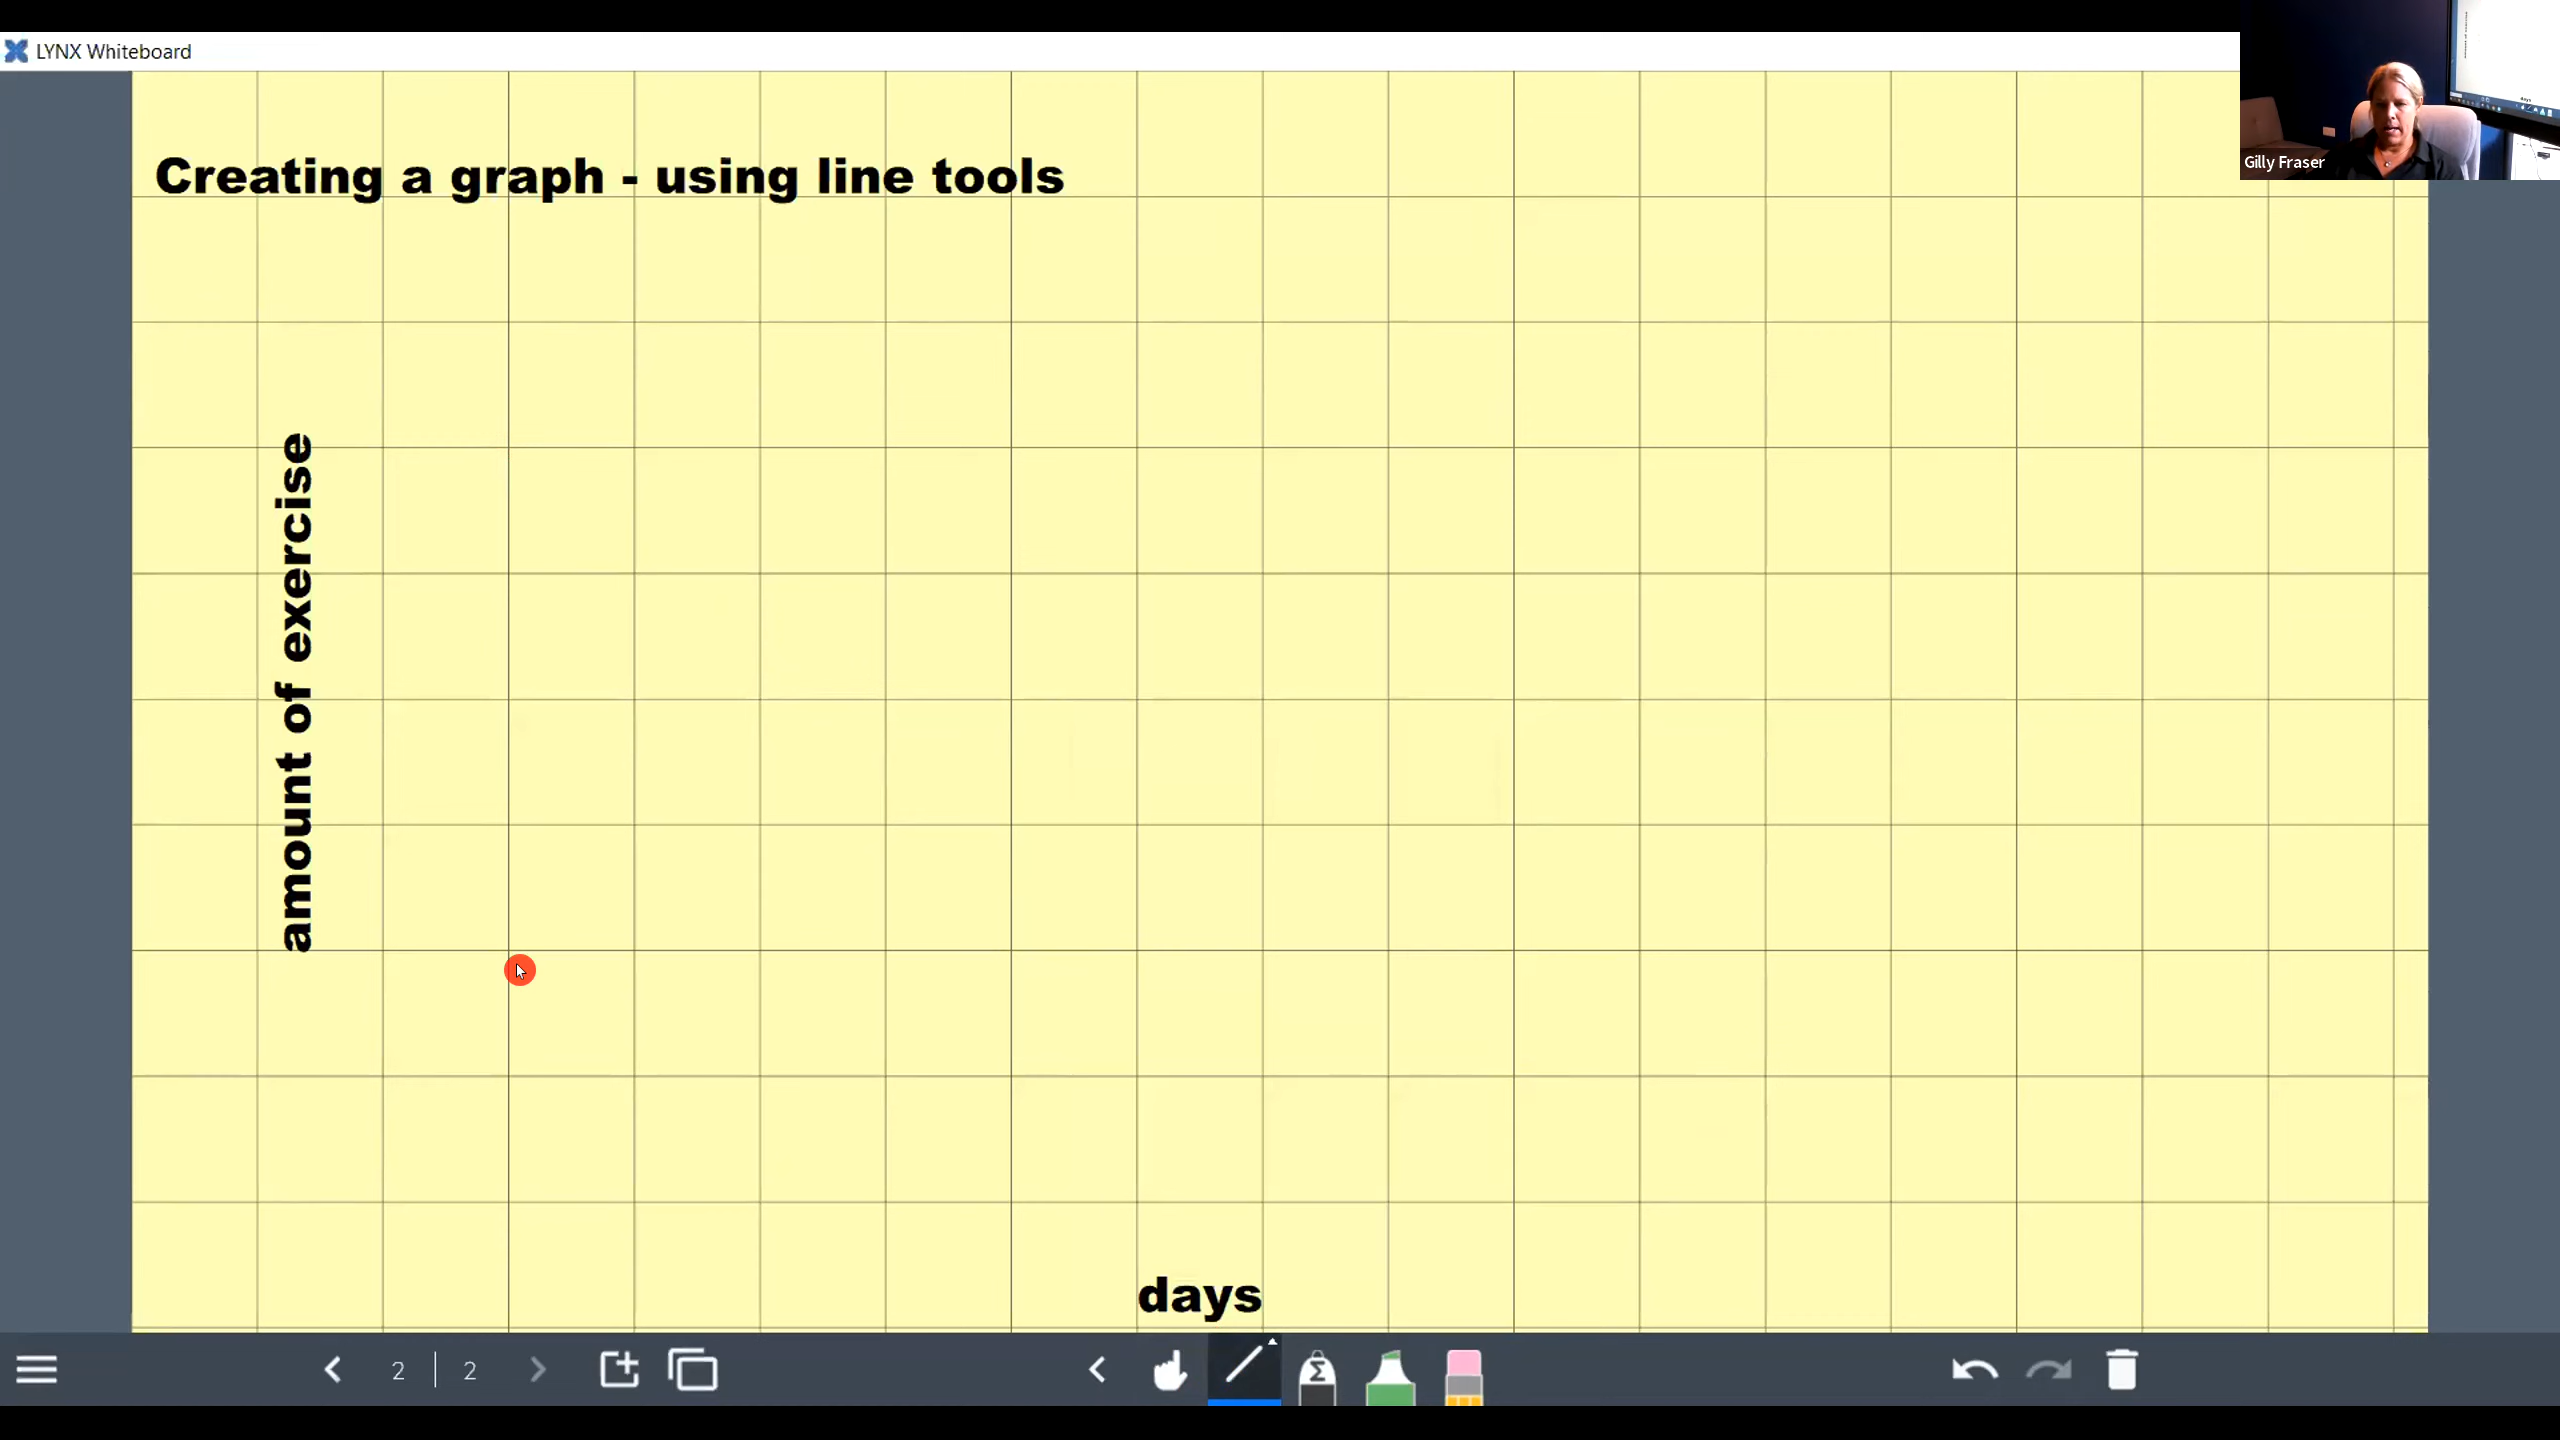 LYNX Whiteboard
Gilly Fraser
Creating a graph - using line tools
amount of exercise
days
2 | 2
Σ